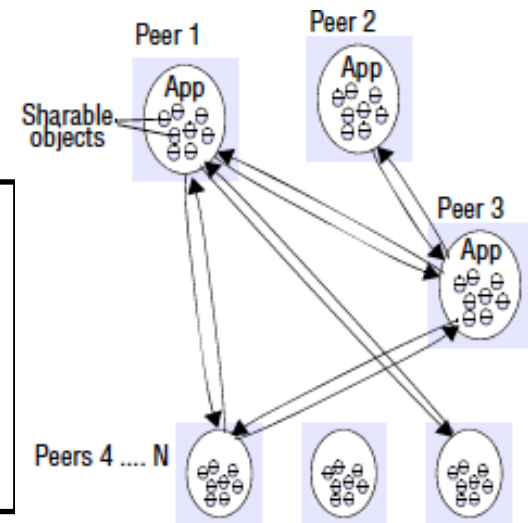 Peer 1
Peer 2
App
App
Sharable
objects
Peer 3
App
Peers 4 .... N